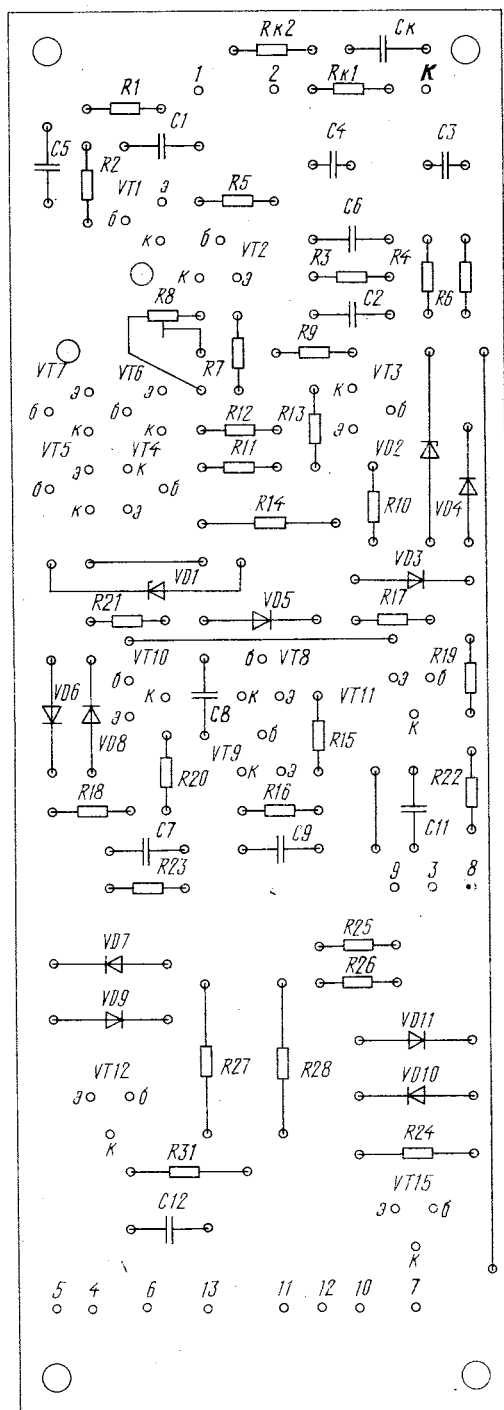 Rк2 Cк
1 2 Rк1 К
R1
C1
C5 R2 C4 C3
VT1 э R5
б C6
к б VT2 R3 R4
к э R6
R8 C2
R7 R9
VT7 VT6 VT3
э э к
б б R12 R13 б
к к э
VT5 VT4 R11 VD2
э к R10 VD4
б б
к э R14
VD1 VD3
R21 VD5 R17
VT10 б VT8 R19
б VT11 э б
VD6 к C8 к э к
VD8 VT9 б R15
R20 к э R22
R18 R16 C11
C7 C9
R23 9 3 8
R25
VD7 R26
VD9 VD11
R27 R28
VT12 VD10
э б
к R24
R31 VT15
C12 э б
к
5 4 6 13 11 12 10 7